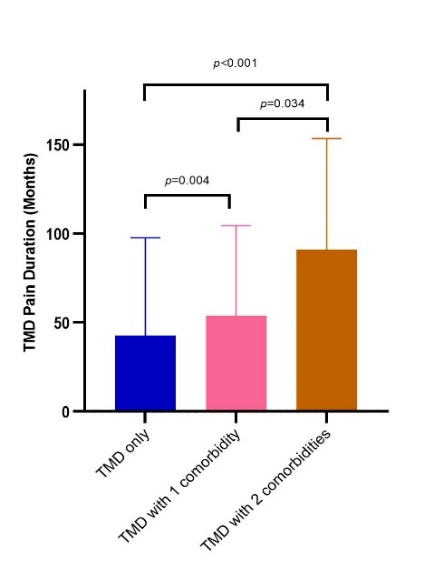 p<0.001
p=0.034
p=0.004
TMD Pain Duration (Months)
150
100
50
0
TMD only
TMD with 1 comorbidity
TMD with 2 comorbidities